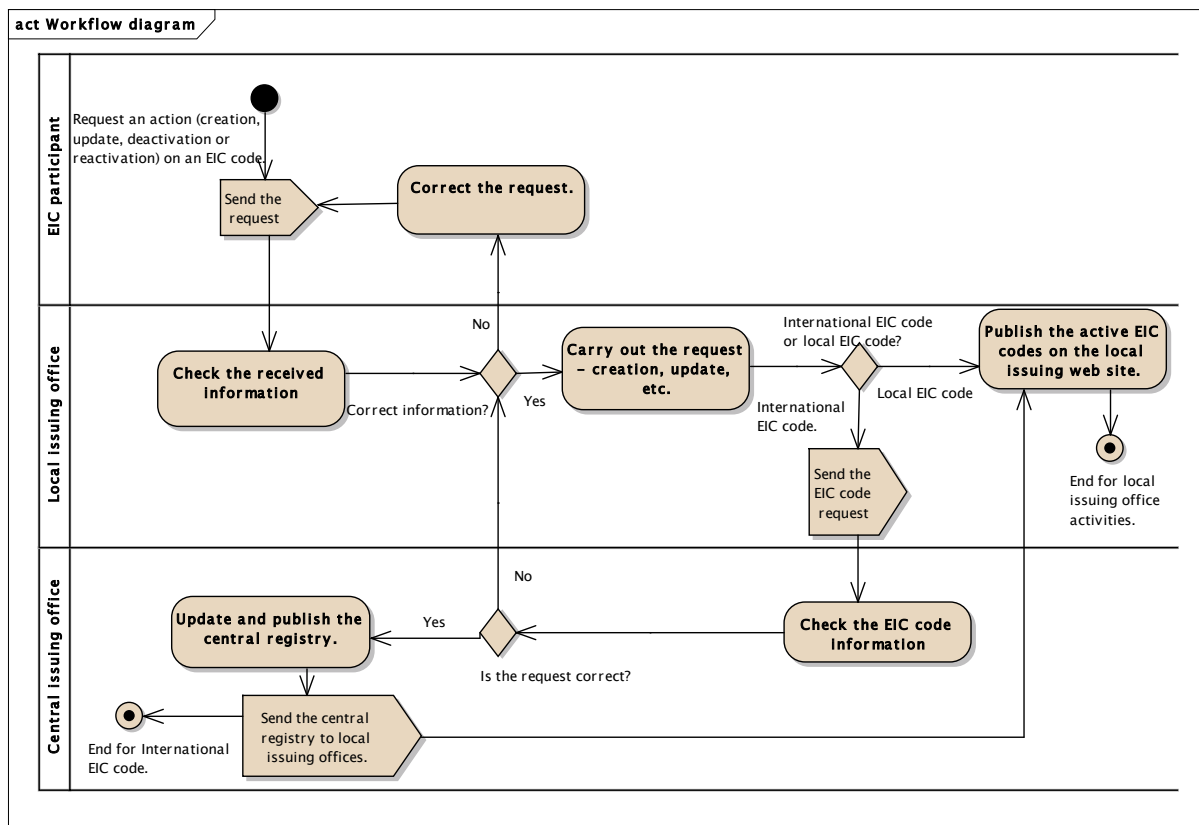 act Workflow diagram
EIC participant
Request an action (creation,
update, deactivation or
reactivation) on an EIC code.
Send the
request
Correct the request.
Local issuing office
No
Check the received
information
Correct information?
Yes
Carry out the request
– creation, update,
etc.
International EIC code
or local EIC code?
Local EIC code
International
EIC code.
Publish the active EIC
codes on the local
issuing web site.
Send the
EIC code
request
End for local
issuing office
activities.
Central issuing office
No
Update and publish the
central registry.
Yes
Is the request correct?
Check the EIC code
Information
Send the central
registry to local
issuing offices.
End for International
EIC code.